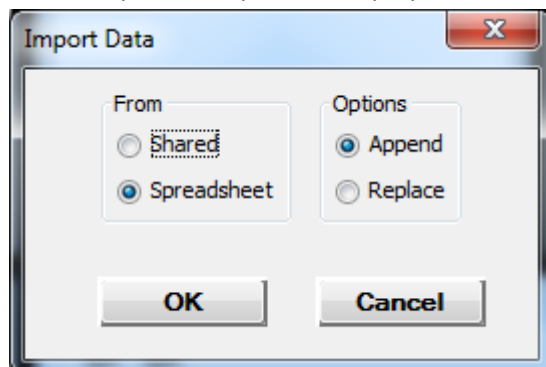 Import Data
From
Shared
Spreadsheet
Options
Append
Replace
OK
Cancel